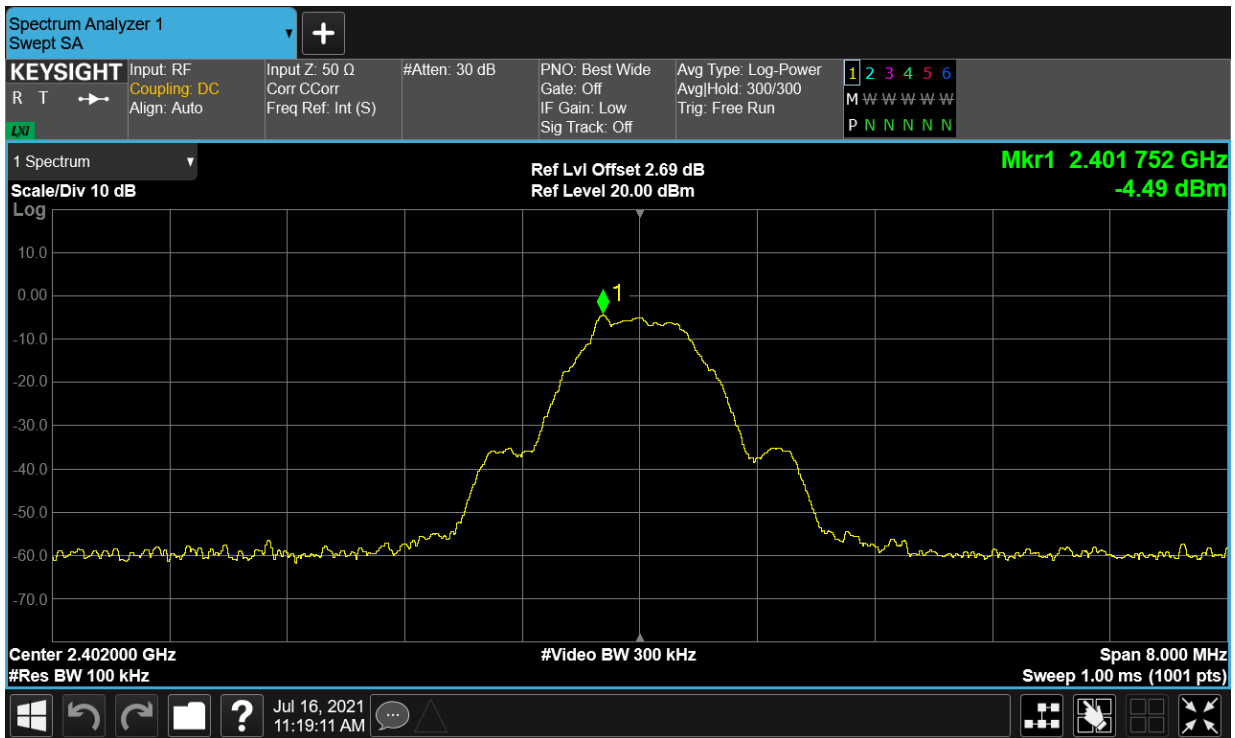 Spectrum Analyzer 1
Swept SA
KEYSIGHT
R T
LXI
Input: RF
Coupling: DC
Align: Auto
Input Z: 50 Ω
Corr CCorr
Freq Ref: Int (S)
#Atten: 30 dB
PNO: Best Wide
Gate: Off
IF Gain: Low
Sig Track: Off
Avg Type: Log-Power
Avg|Hold: 300/300
Trig: Free Run
1 2 3 4 5 6
M W W W W W
P N N N N N
1 Spectrum
Scale/Div 10 dB
Log
Ref Lvl Offset 2.69 dB
Ref Level 20.00 dBm
Mkr1 2.401 752 GHz
-4.49 dBm
10.0
0.00
1
-10.0
-20.0
-30.0
-40.0
-50.0
-60.0
-70.0
Center 2.402000 GHz
#Res BW 100 kHz
#Video BW 300 kHz
Span 8.000 MHz
Sweep 1.00 ms (1001 pts)
?
Jul 16, 2021
11:19:11 AM